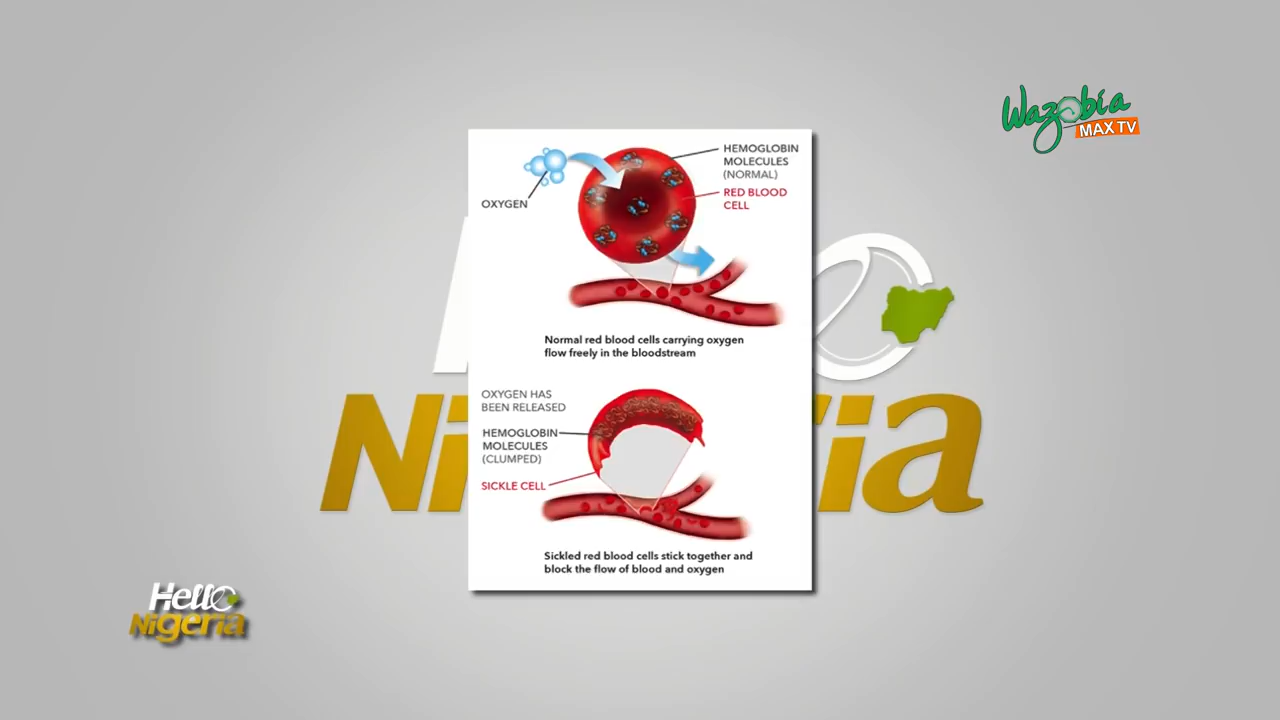 Wazobia
MAX TV
HEMOGLOBIN
MOLECULES
(NORMAL)
RED BLOOD
CELL
OXYGEN
Normal red blood cells carrying oxygen
flow freely in the bloodstream
OXYGEN HAS
BEEN RELEASED
HEMOGLOBIN
MOLECULES
(CLUMPED)
SICKLE CELL
Sickled red blood cells stick together and
block the flow of blood and oxygen
Hello
Nigeria